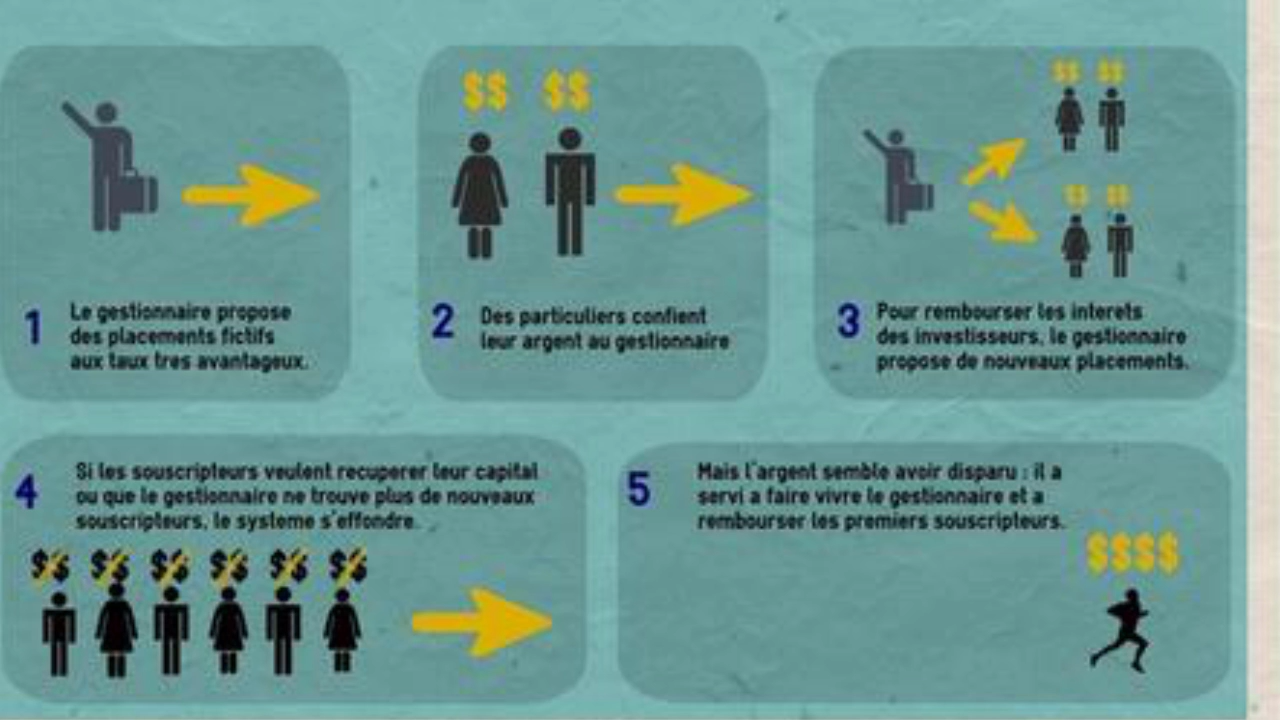 $$ $$
$$ $$
$$ $$
1 Le gestionnaire propose
des placements fictifs
aux taux tres avantageux.
2 Des particuliers confient
leur argent au gestionnaire
3 Pour rembourser les interets
des investisseurs, le gestionnaire
propose de nouveaux placements.
4 Si les souscripteurs veulent recuperer leur capital
ou que le gestionnaire ne trouve plus de nouveaux
souscripteurs, le systeme s'effondre.
$$ $$ $$ $$ $$ $$
5 Mais l'argent semble avoir disparu : il a
servi a faire vivre le gestionnaire et a
rembourser les premiers souscripteurs.
$$$$